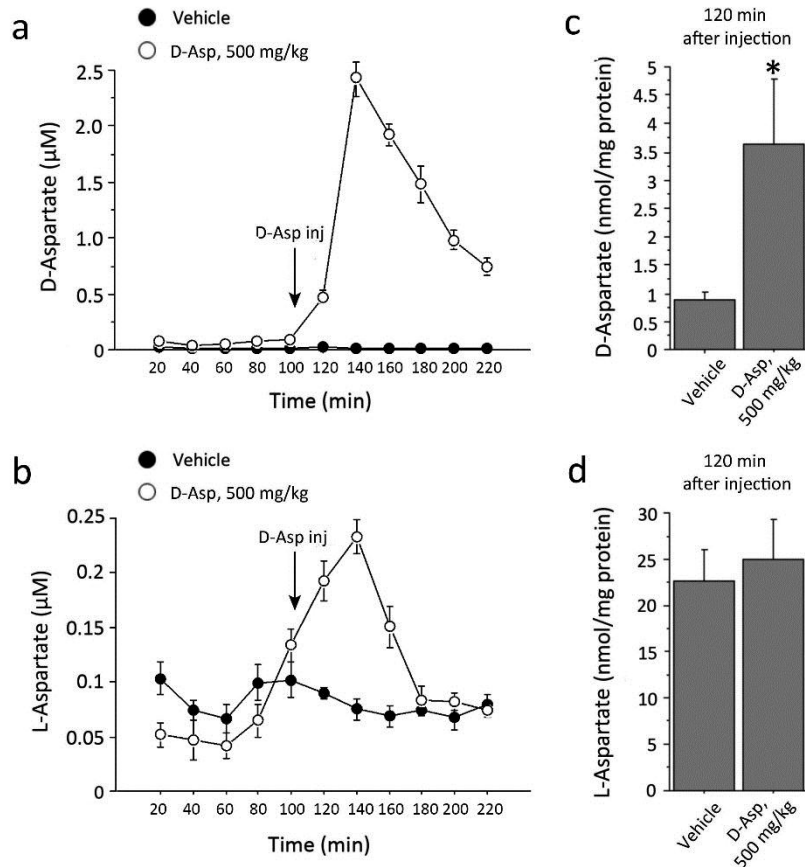 a
Vehicle
D-Asp, 500 mg/kg
D-Aspartate (µM)
2.5
2.0
1.5
1.0
0.5
0
D-Asp inj
20 40 60 80 100 120 140 160 180 200 220
Time (min)
b
Vehicle
D-Asp, 500 mg/kg
L-Aspartate (µM)
0.25
0.2
0.15
0.1
0.05
0
D-Asp inj
20 40 60 80 100 120 140 160 180 200 220
Time (min)
c
120 min
after injection
D-Aspartate (nmol/mg protein)
5
4.5
4
3.5
3
2.5
2
1.5
1
0.5
0
*
Vehicle
D-Asp,
500 mg/kg
d
120 min
after injection
L-Aspartate (nmol/mg protein)
30
25
20
15
10
5
0
Vehicle
D-Asp,
500 mg/kg